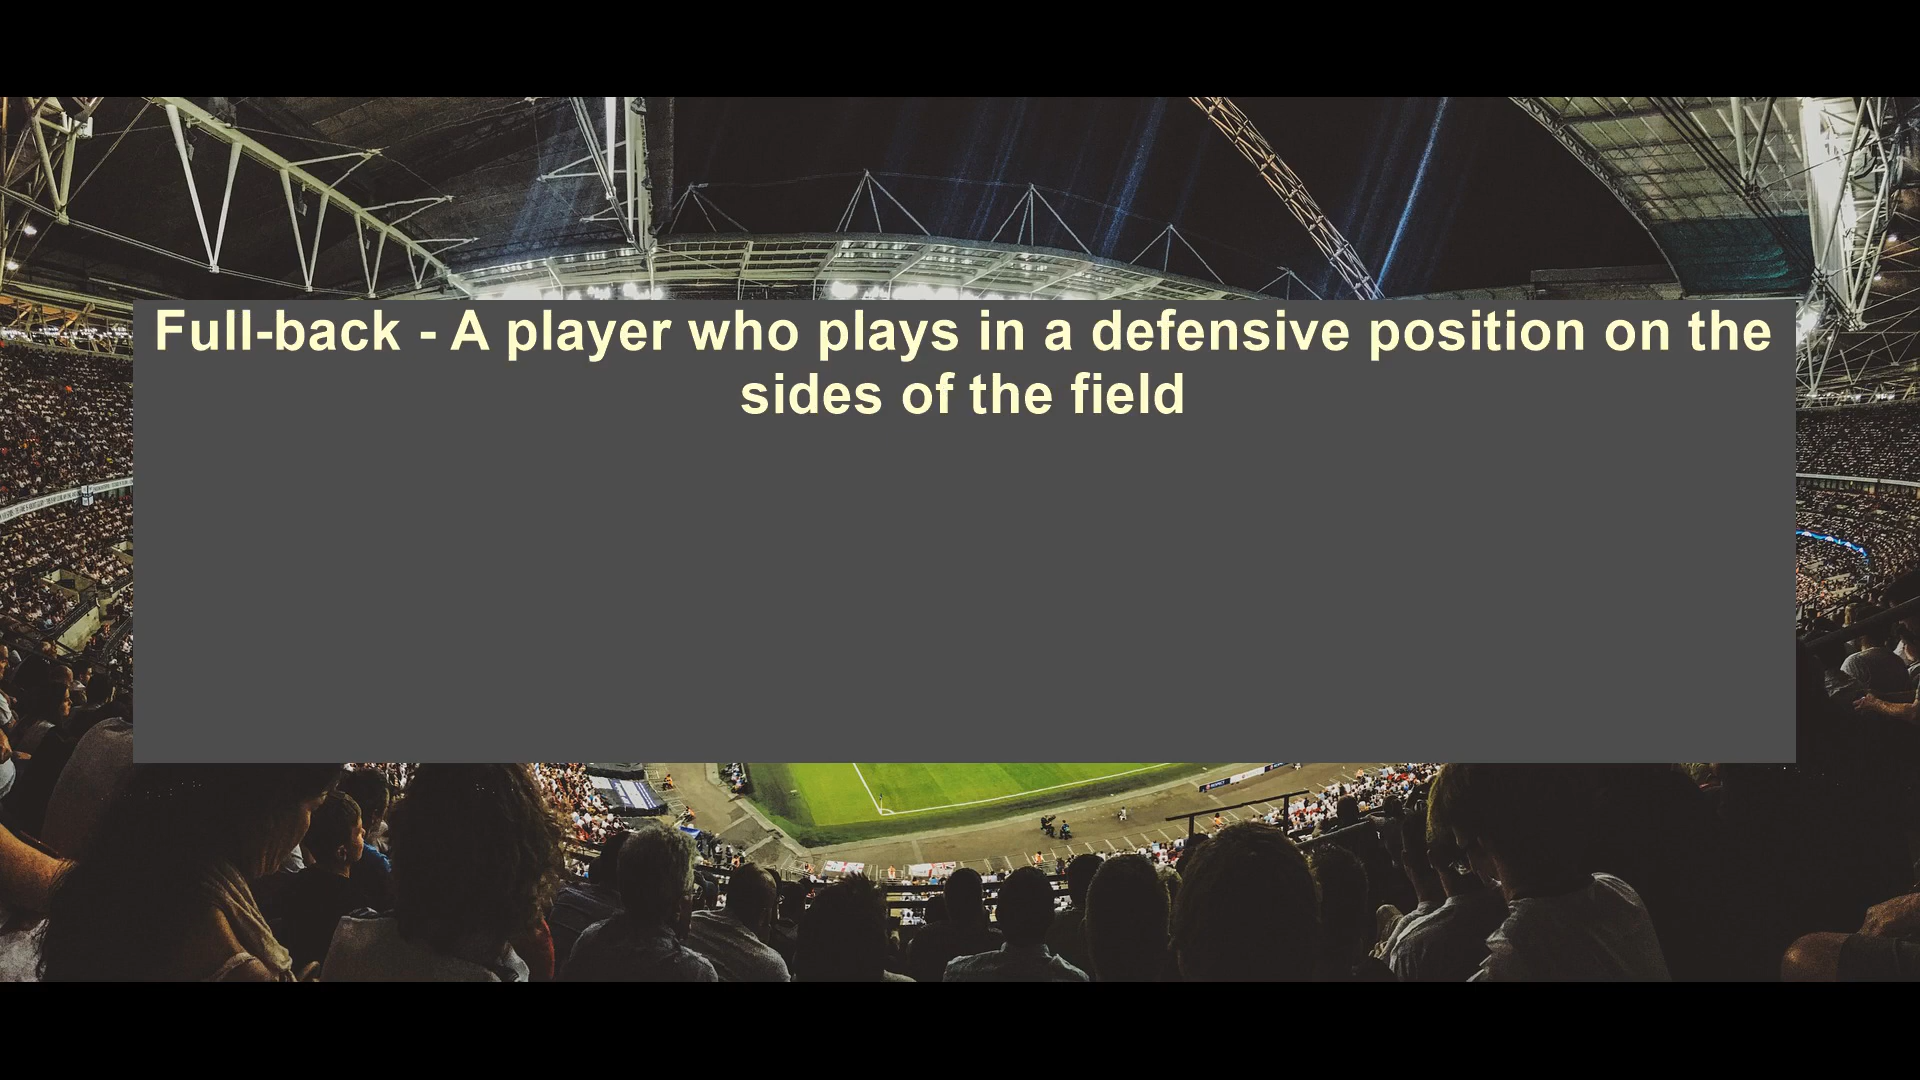 Full-back - A player who plays in a defensive position on the
sides of the field